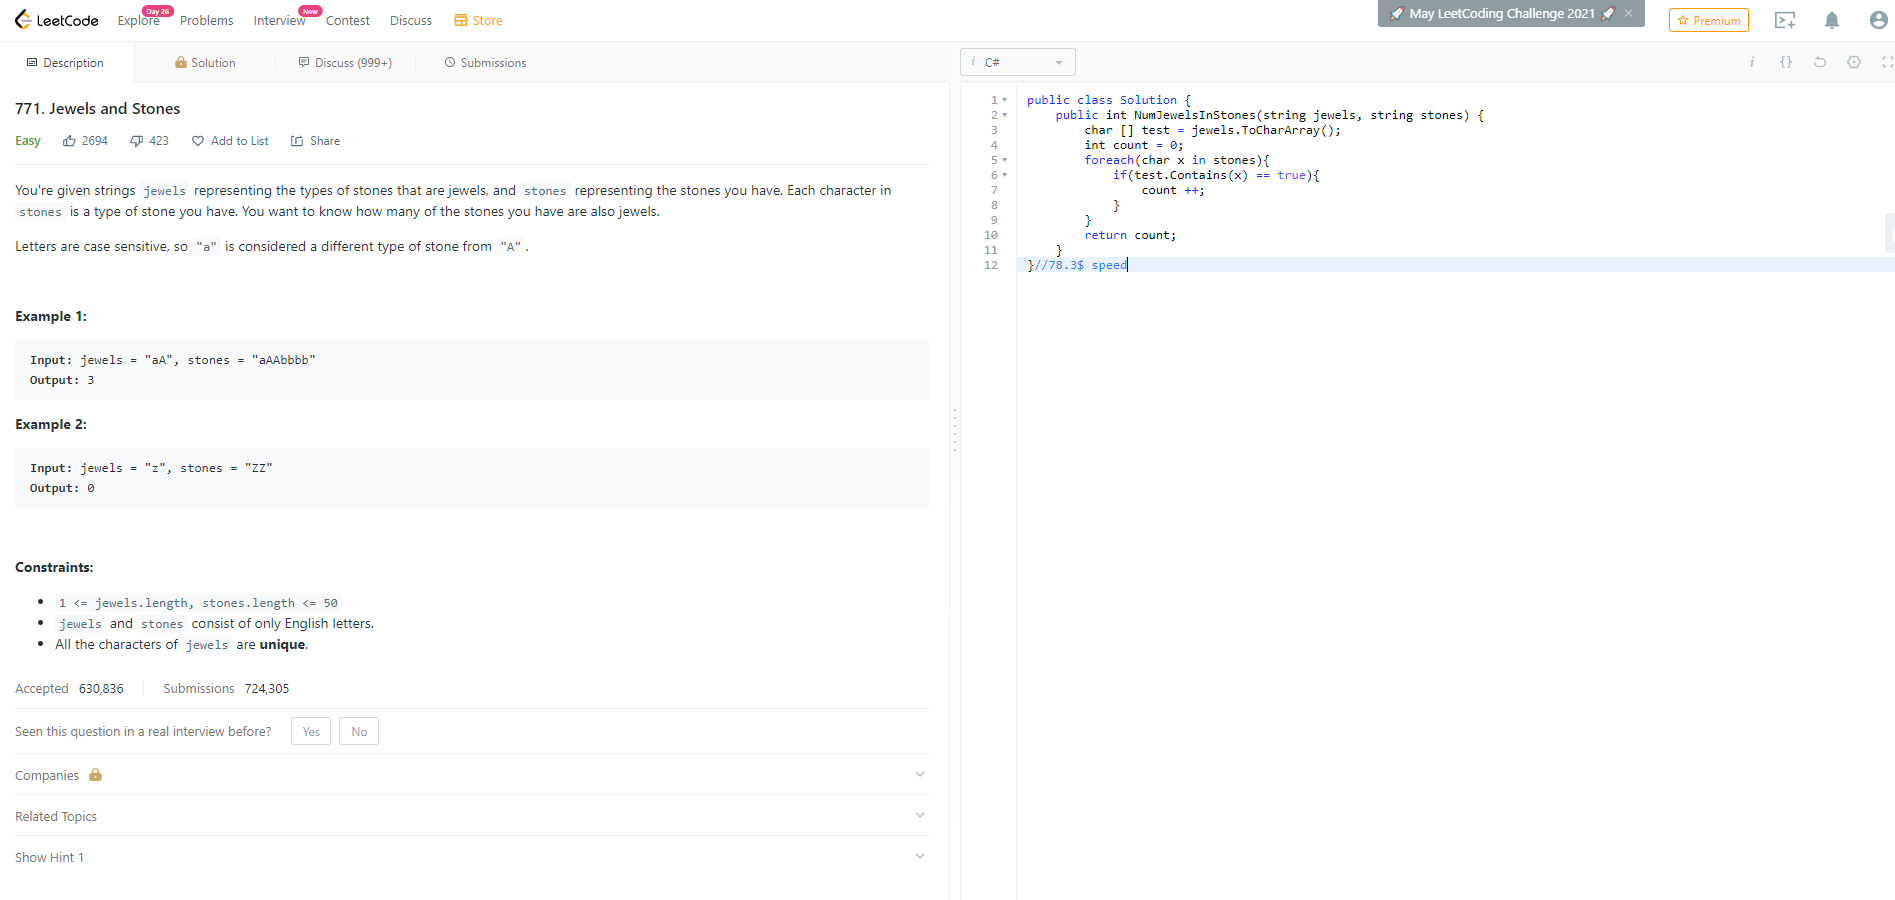 LeetCode Explore Day 26 Problems Interview New Contest Discuss Store May LeetCoding Challenge 2021 × Premium
Description Solution Discuss (999+) Submissions
771. Jewels and Stones
Easy 2694 423 Add to List Share
You're given strings jewels representing the types of stones that are jewels, and stones representing the stones you have. Each character in
stones is a type of stone you have. You want to know how many of the stones you have are also jewels.
Letters are case sensitive, so "a" is considered a different type of stone from "A" .
Example 1:
Input: jewels = "aA", stones = "aAAbbbb"
Output: 3
Example 2:
Input: jewels = "z", stones = "ZZ"
Output: 0
Constraints:
• 1 <= jewels.length, stones.length <= 50
• jewels and stones consist of only English letters.
• All the characters of jewels are unique.
Accepted 630,836 Submissions 724,305
Seen this question in a real interview before? Yes No
Companies
Related Topics
Show Hint 1
i C# i {}
1 public class Solution {
2 public int NumJewelsInStones(string jewels, string stones) {
3 char [] test = jewels.ToCharArray();
4 int count = 0;
5 foreach(char x in stones){
6 if(test.Contains(x) == true){
7 count ++;
8 }
9 }
10 return count;
11 }
12 }//78.3$ speed